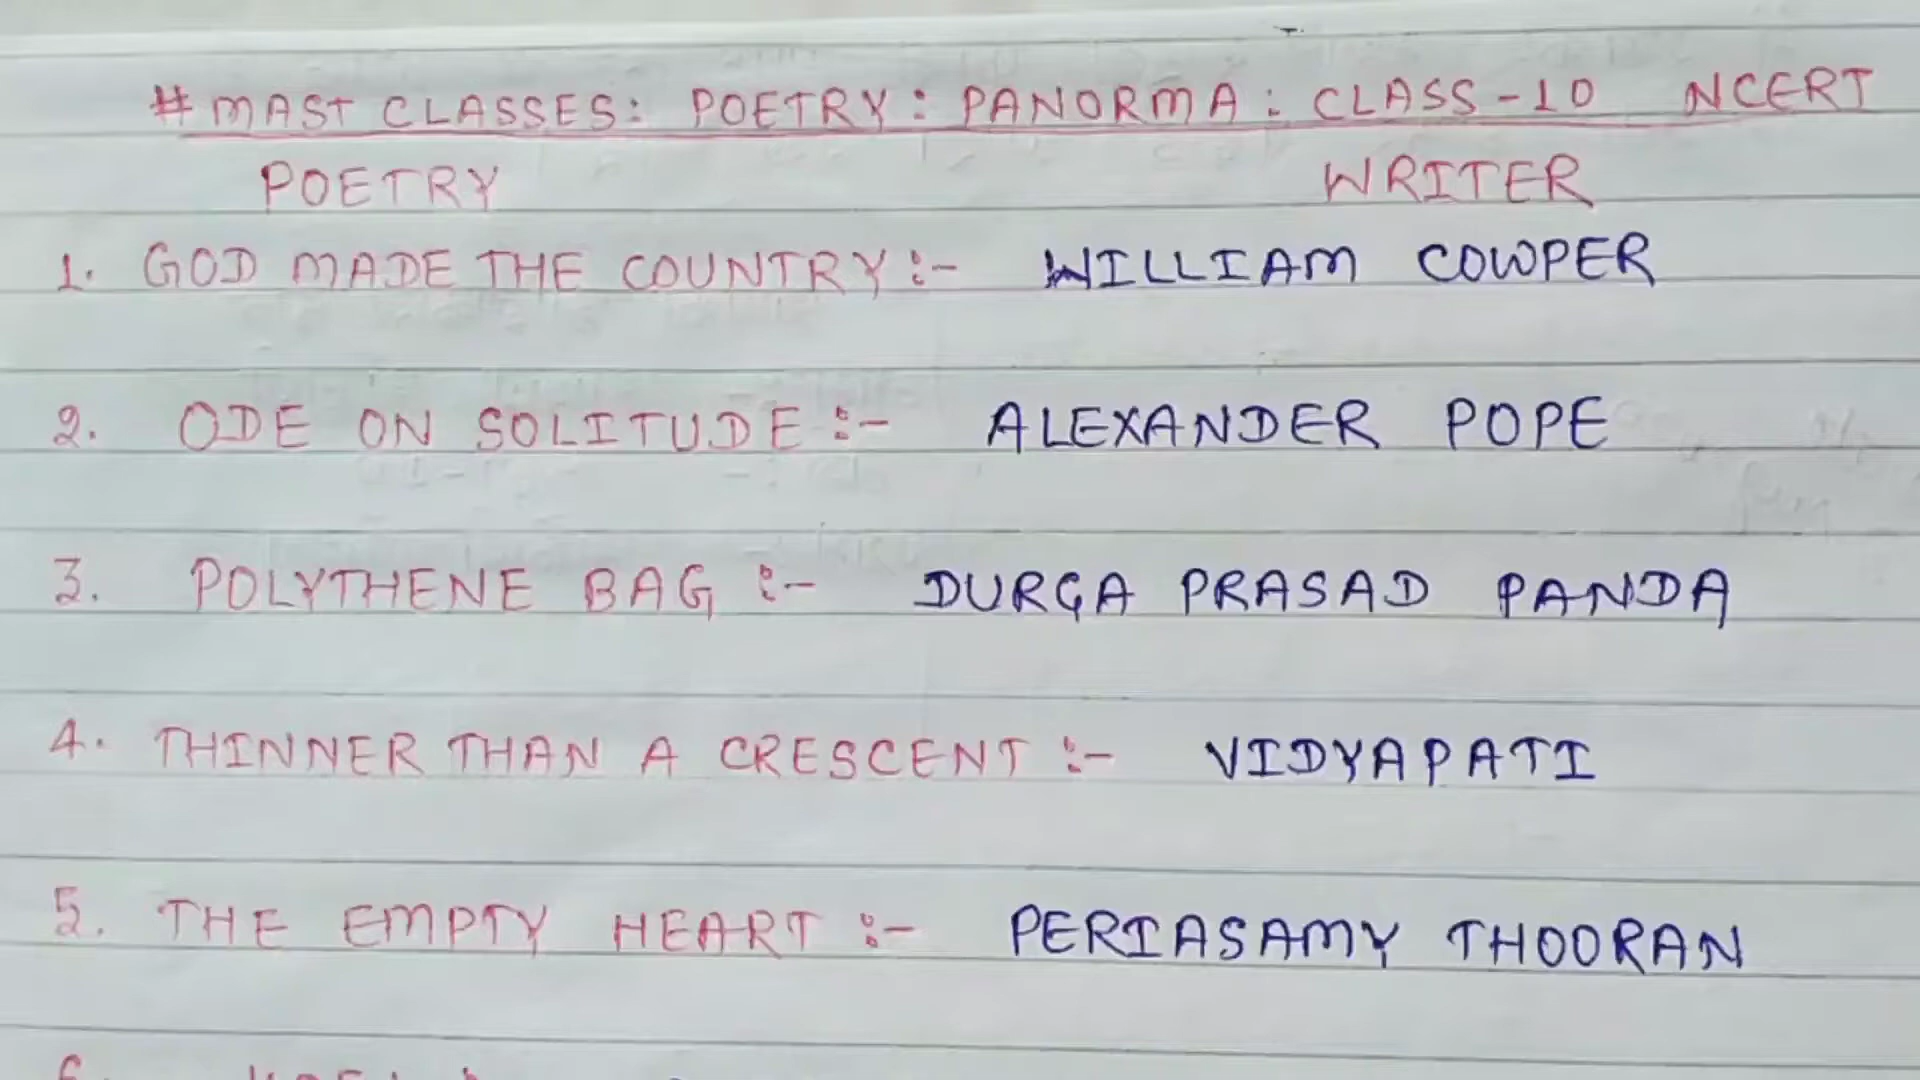 # MAST CLASSES: POETRY: PANORMA: CLASS-10 NCERT
POETRY WRITER
1. GOD MADE THE COUNTRY:- WILLIAM COWPER
2. ODE ON SOLITUDE:- ALEXANDER POPE
3. POLYTHENE BAG :- DURGA PRASAD PANDA
4. THINNER THAN A CRESCENT :- VIDYAPATI
5. THE EMPTY HEART :- PERIASAMY THOORAN
6.